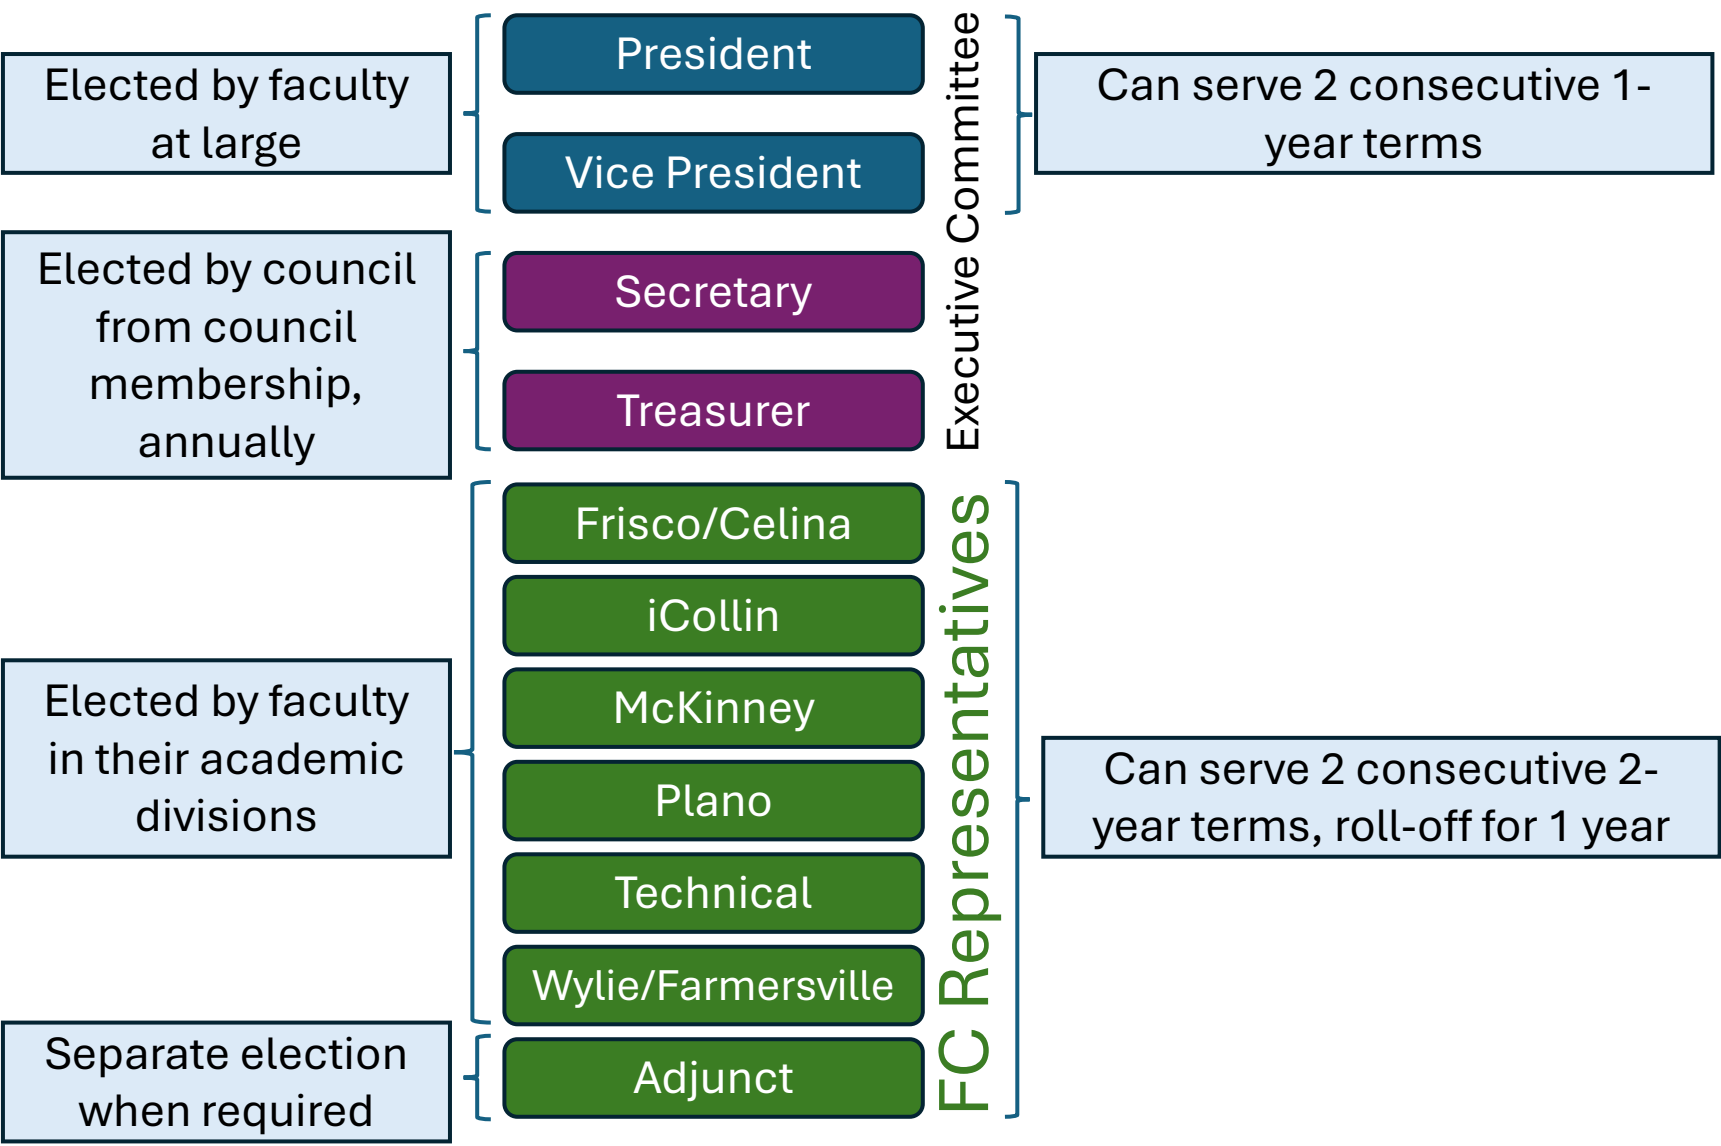 Elected by faculty
at large
President
Vice President
Executive Committee
Can serve 2 consecutive 1-
year terms
Elected by council
from council
membership,
annually
Secretary
Treasurer
Elected by faculty
in their academic
divisions
Frisco/Celina
iCollin
McKinney
Plano
Technical
Wylie/Farmersville
FC Representatives
Can serve 2 consecutive 2-
year terms, roll-off for 1 year
Separate election
when required
Adjunct